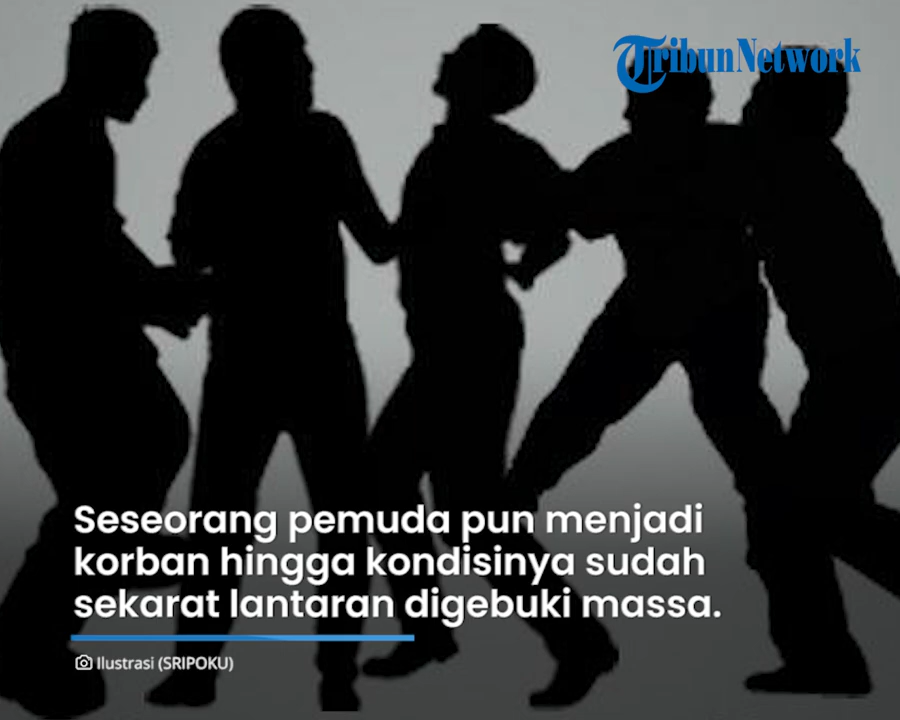 TribunNetwork
Seseorang pemuda pun menjadi
korban hingga kondisinya sudah
sekarat lantaran digebuki massa.
Ilustrasi (SRIPOKU)